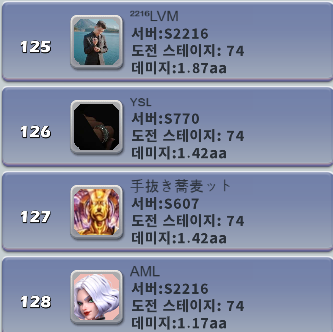 125
²²¹⁶LVM
서버:S2216
도전 스테이지: 74
데미지:1.87aa
126
YSL
서버:S770
도전 스테이지: 74
데미지:1.42aa
127
手抜き蕎麦ット
서버:S607
도전 스테이지: 74
데미지:1.42aa
128
AML
서버:S2216
도전 스테이지: 74
데미지:1.17aa